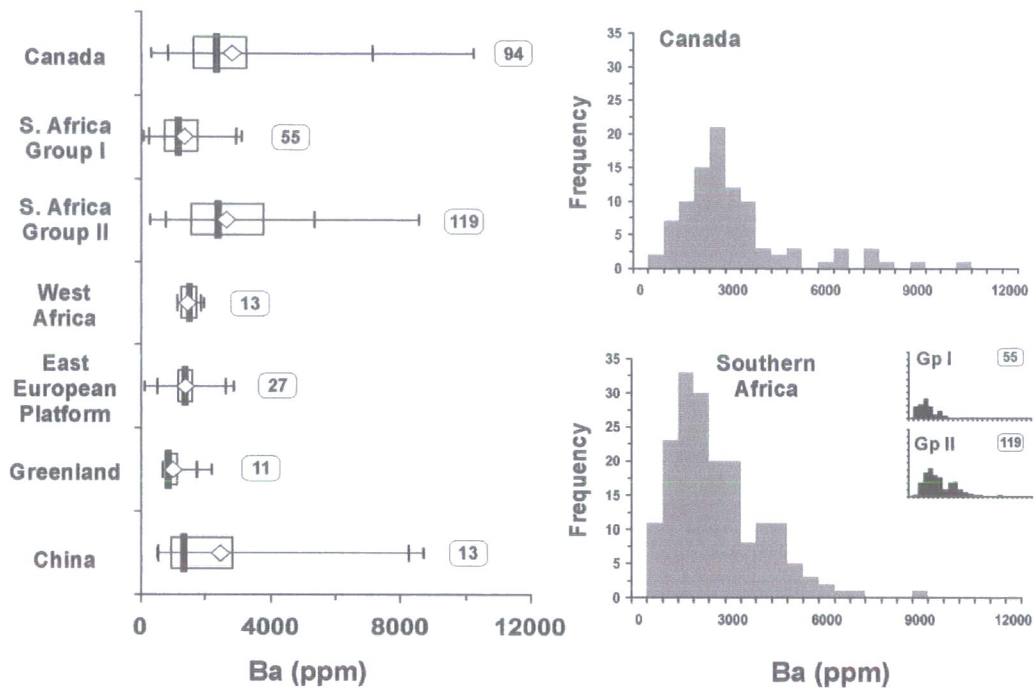 Canada
94
S. Africa
Group I
55
S. Africa
Group II
119
West
Africa
13
East
European
Platform
27
Greenland
11
China
13
0 4000 8000 12000
Ba (ppm)
Canada
Frequency
35
30
25
20
15
10
5
0
0 3000 6000 9000 12000
Southern
Africa
Frequency
35
30
25
20
15
10
5
0
Gp I
55
Gp II
119
0 3000 6000 9000 12000
Ba (ppm)